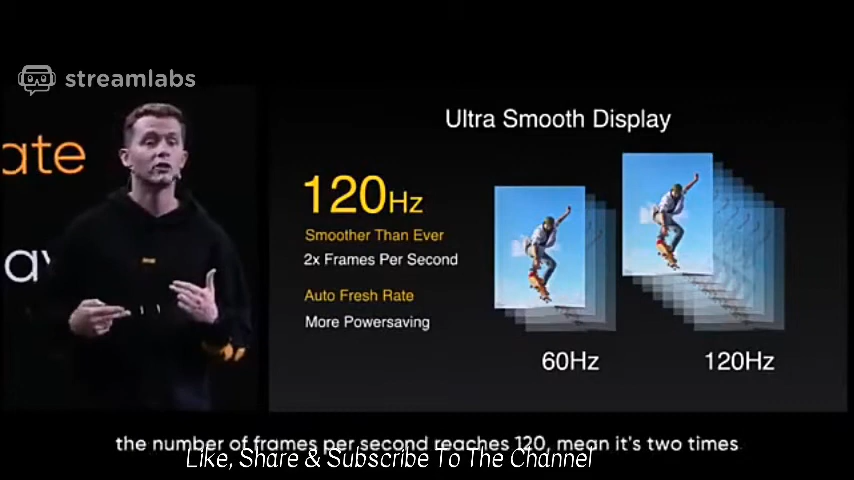 streamlabs
Ultra Smooth Display
ate
120Hz
Smoother Than Ever
2x Frames Per Second
Auto Fresh Rate
More Powersaving
60Hz
120Hz
the number of frames per second reaches 120, mean it's two times
Like, Share & Subscribe To The Channel